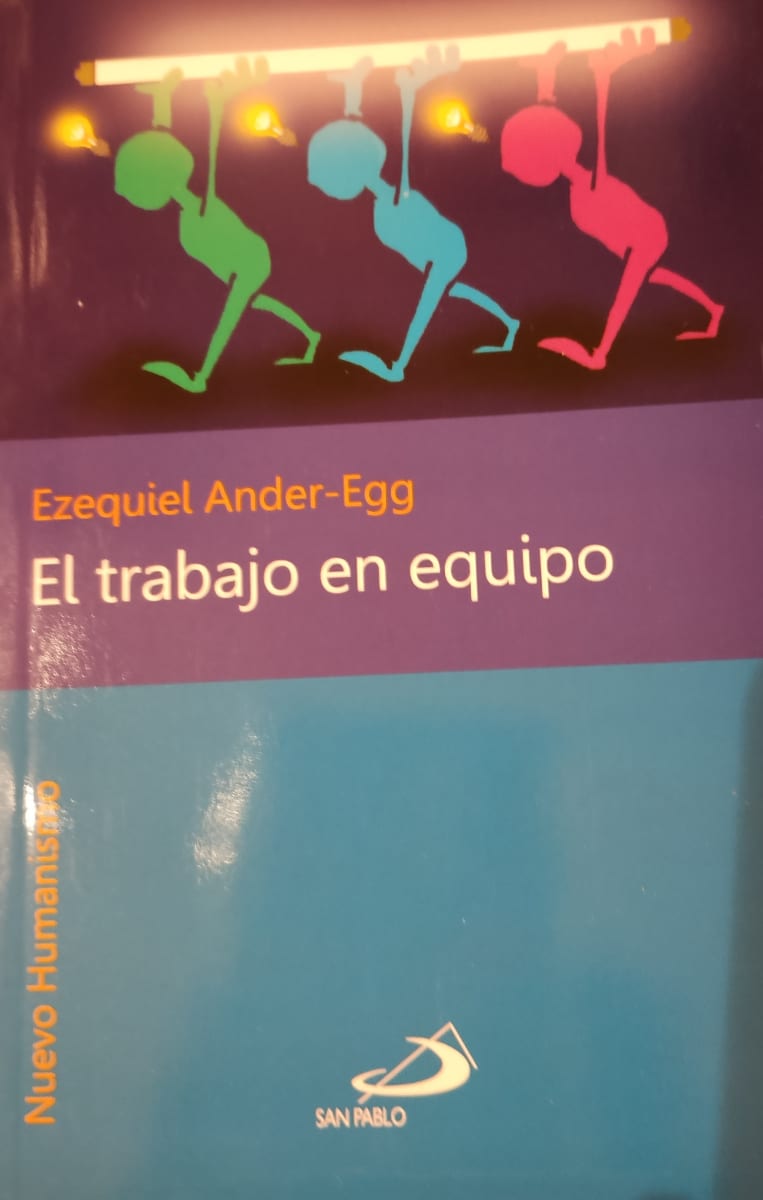 Ezequiel Ander-Egg
El trabajo en equipo
Nuevo Humanismo
SAN PABLO